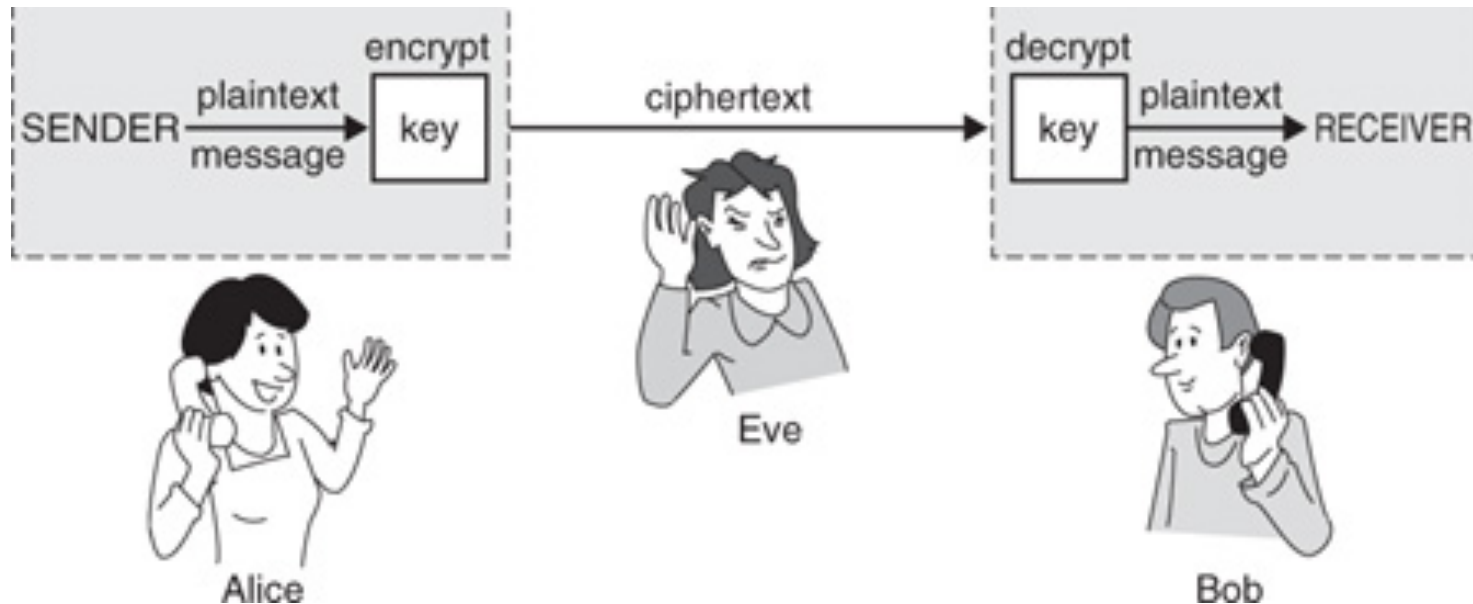 encrypt
decrypt
plaintext
ciphertext
plaintext
SENDER
key
key
RECEIVER
message
message
Eve
Alice
Bob